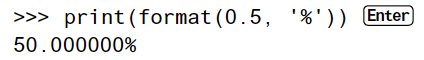 >>> print(format(0.5, '%')) Enter
50.000000%